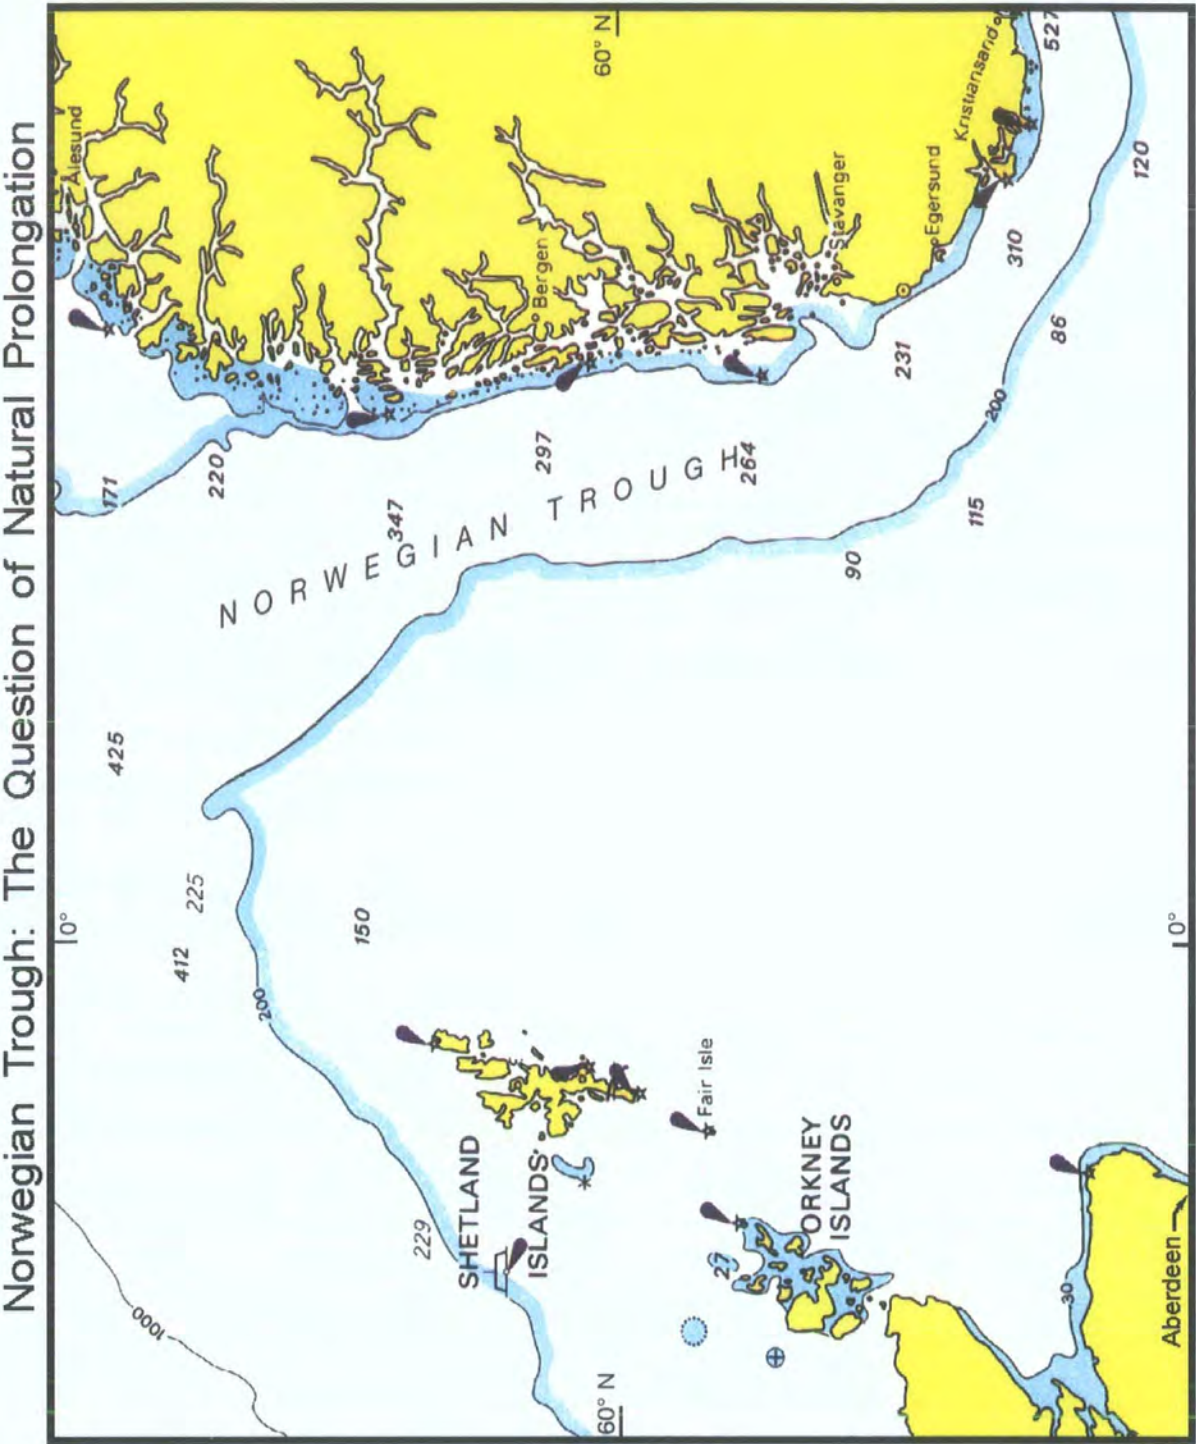 Norwegian Trough: The Question of Natural Prolongation
Ålesund
60° N
Kristiansand
527
120
Egersund
Stavanger
310
Bergen
86
231
200
171
220
297
264
347
NORWEGIAN TROUGH
115
90
425
225
0°
412
150
200
0°
Fair Isle
SHETLAND
ISLANDS
229
ORKNEY
ISLANDS
27
1000
30
Aberdeen
60° N